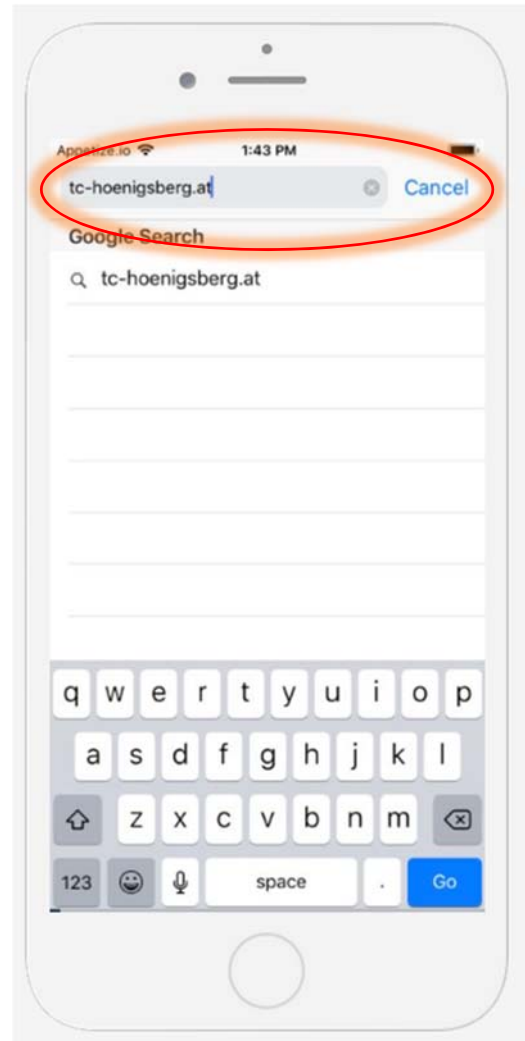 Appetize.io 1:43 PM
tc-hoenigsberg.at Cancel
Google Search
tc-hoenigsberg.at
q w e r t y u i o p
a s d f g h j k l
z x c v b n m
123 space . Go